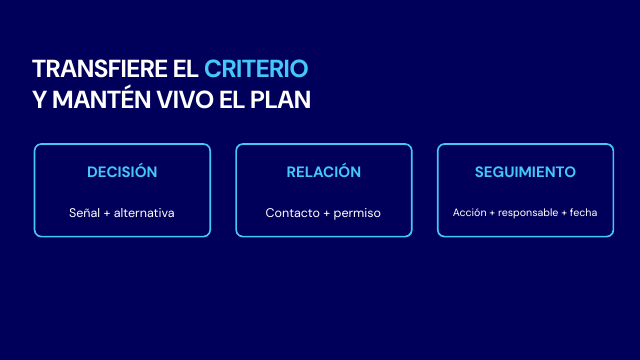 TRANSFIERE EL CRITERIO
Y MANTÉN VIVO EL PLAN
DECISIÓN
Señal + alternativa
RELACIÓN
Contacto + permiso
SEGUIMIENTO
Acción + responsable + fecha